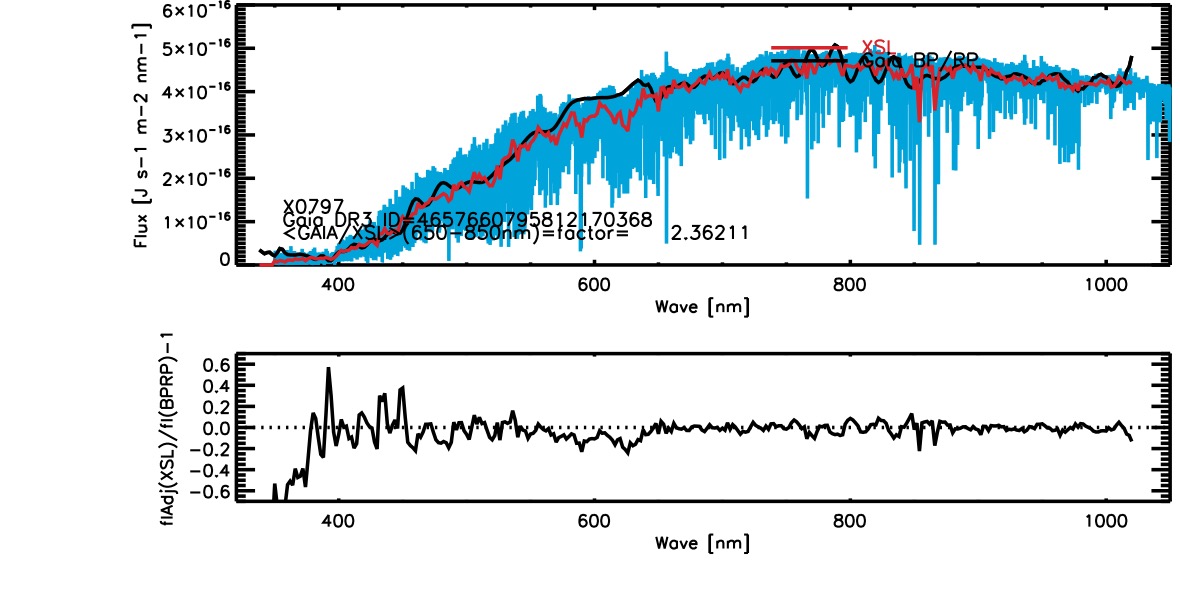 6×10⁻¹⁶
5×10⁻¹⁶
4×10⁻¹⁶
3×10⁻¹⁶
2×10⁻¹⁶
1×10⁻¹⁶
0
Flux [J s−1 m−2 nm−1]
XSL
Gaia BP/RP
X0797
Gaia DR3 ID=4657660795812170368
<GAIA/XSL>(650−850nm)=factor= 2.36211
400 600 800 1000
Wave [nm]
0.6
0.4
0.2
0.0
−0.2
−0.4
−0.6
flAdj(XSL)/fl(BPRP)−1
400 600 800 1000
Wave [nm]